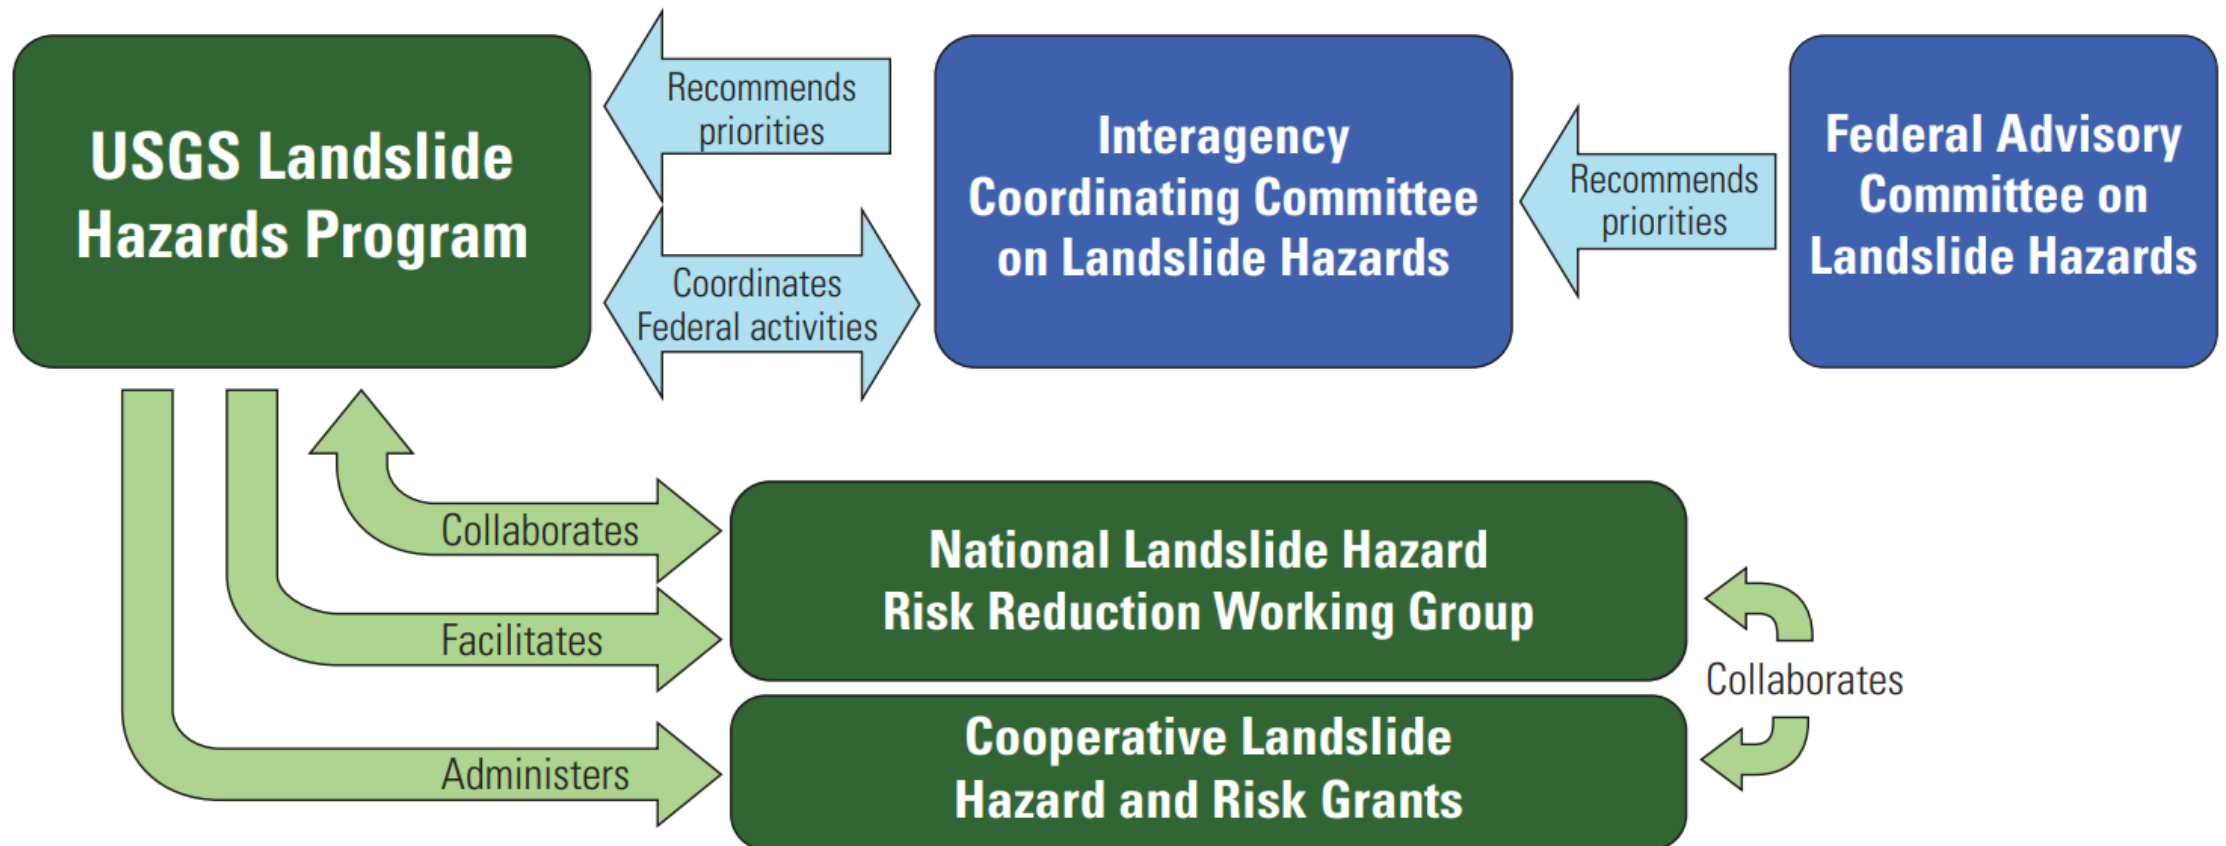 USGS Landslide
Hazards Program
Recommends
priorities
Coordinates
Federal activities
Interagency
Coordinating Committee
on Landslide Hazards
Recommends
priorities
Federal Advisory
Committee on
Landslide Hazards
Collaborates
Facilitates
Administers
National Landslide Hazard
Risk Reduction Working Group
Cooperative Landslide
Hazard and Risk Grants
Collaborates